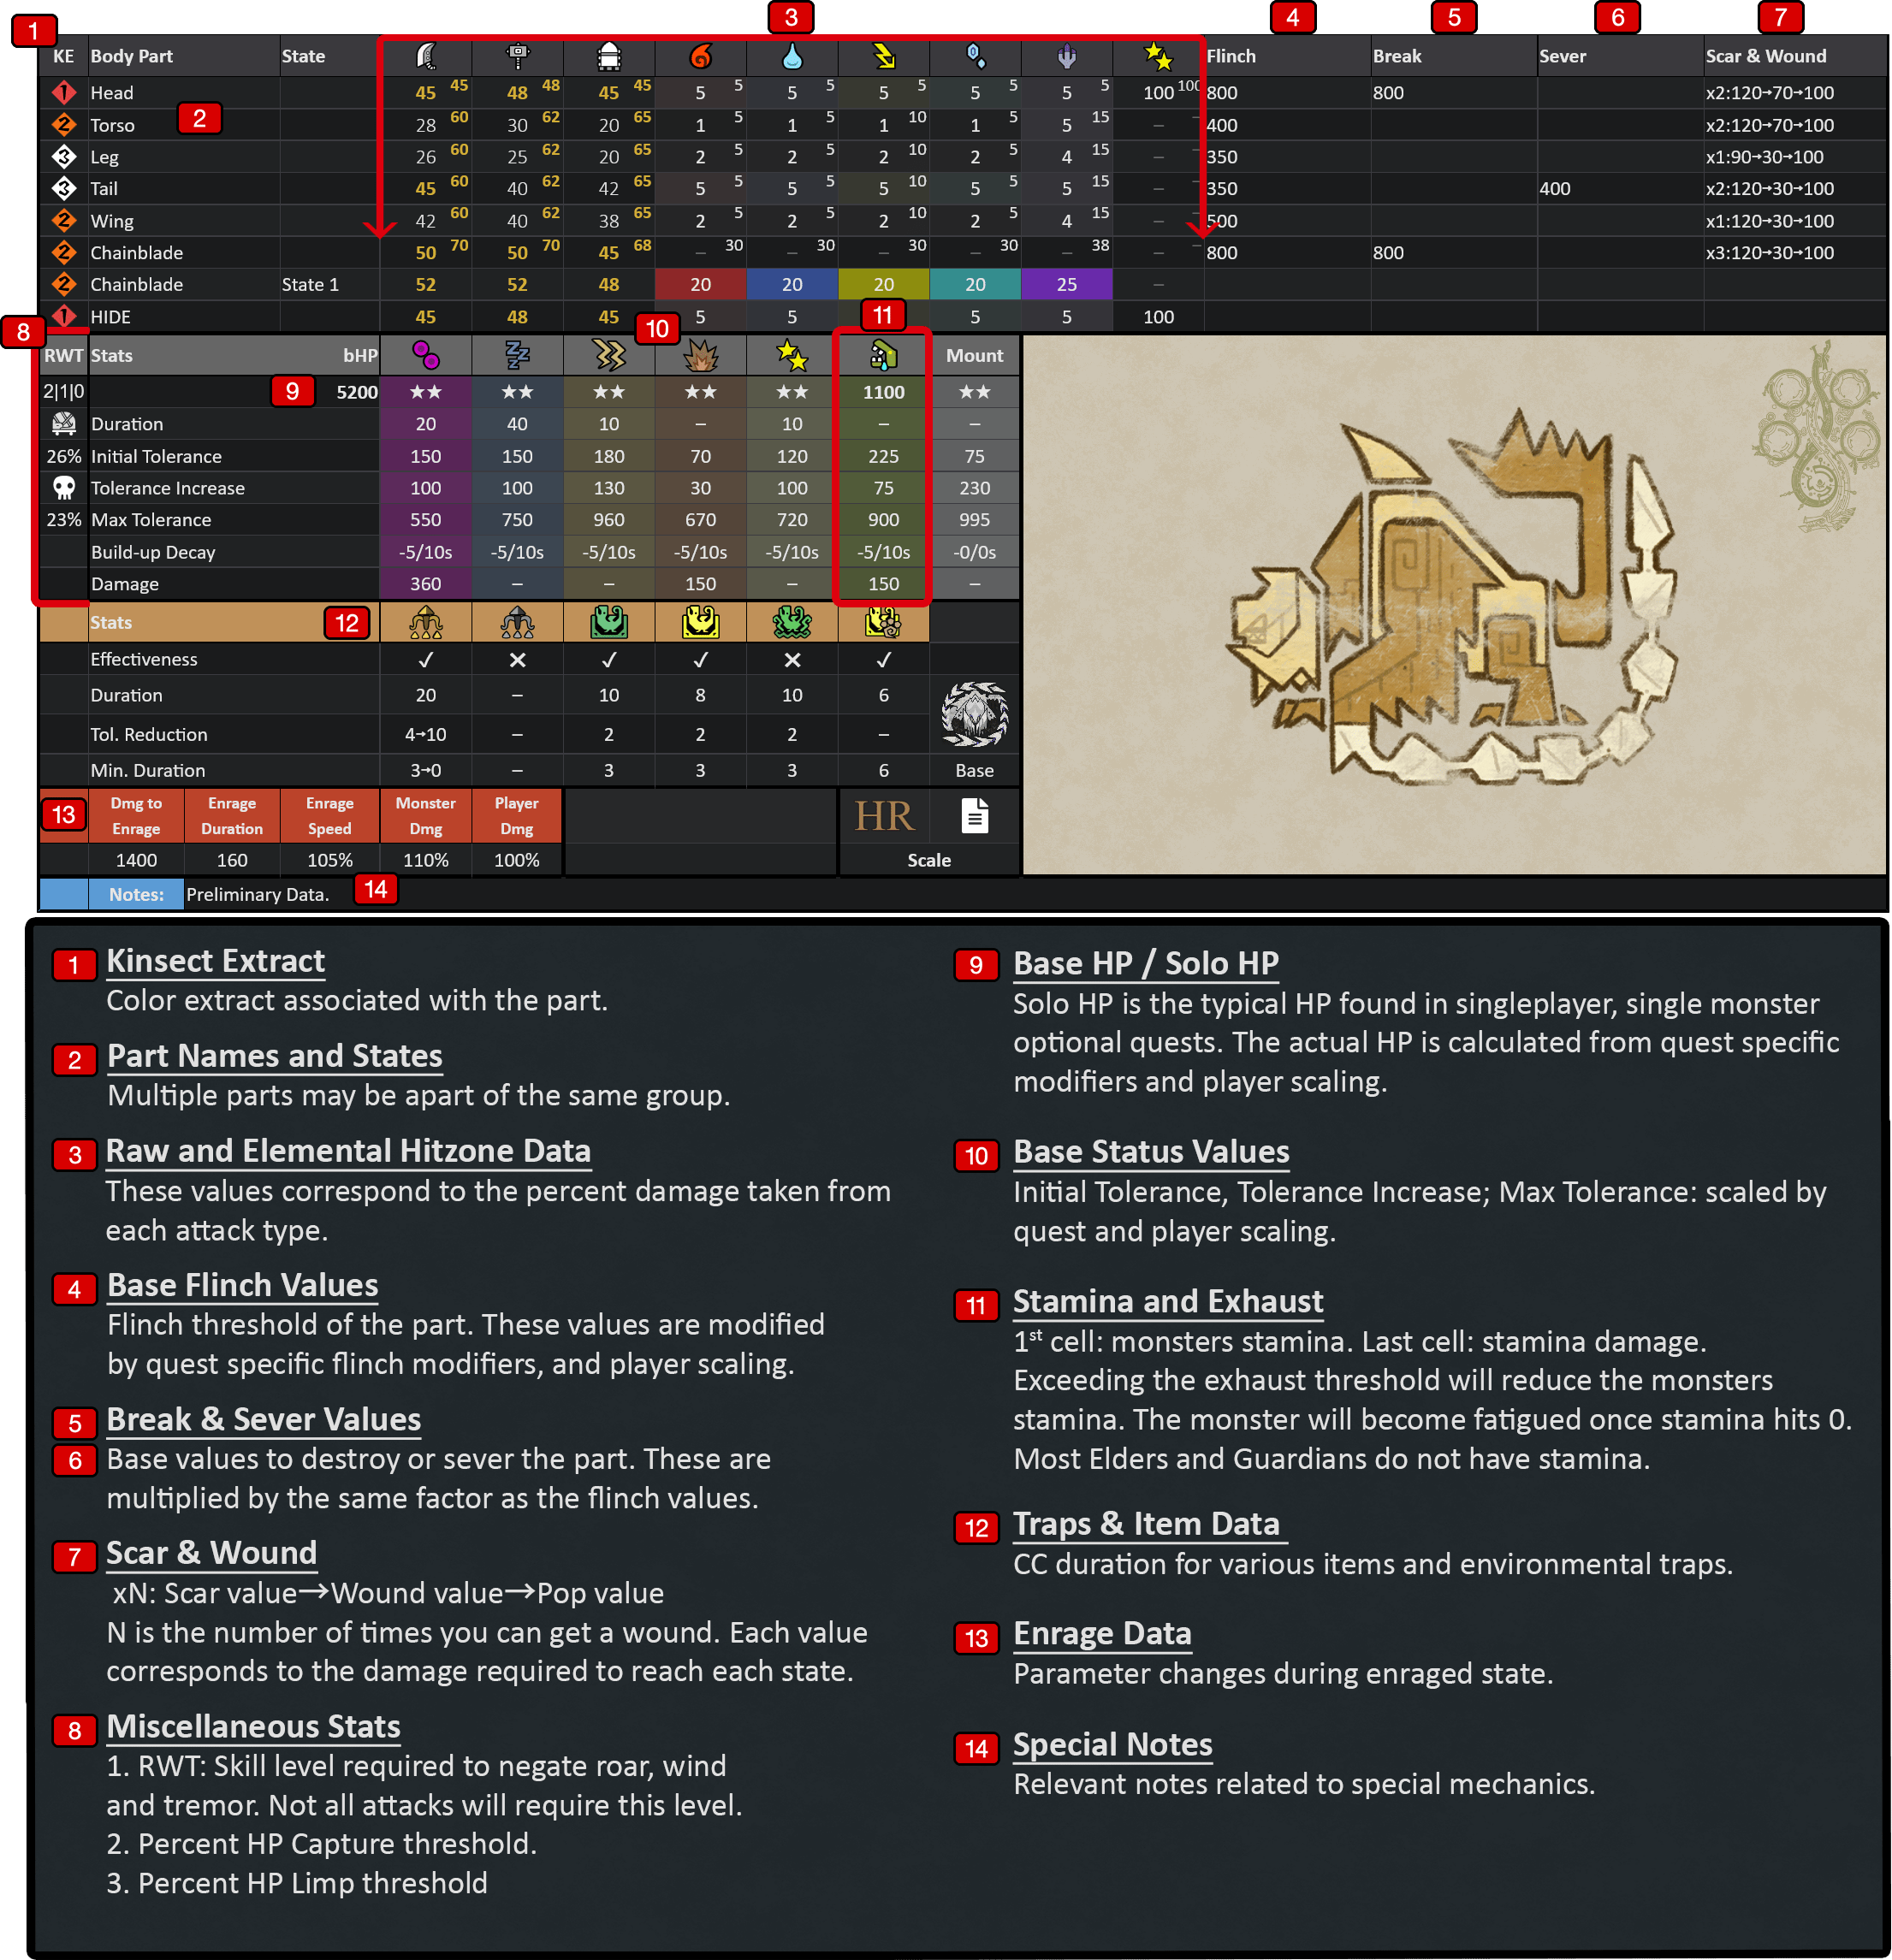 1 3 4 5 6 7
KE Body Part State Flinch Break Sever Scar & Wound
1 Head 45 45 48 48 45 45 5 5 5 5 5 5 5 5 5 5 100 100 800 800 x2:120→70→100
2 Torso 2 28 60 30 62 20 65 1 5 1 5 1 10 1 5 5 15 – – 400 x2:120→70→100
3 Leg 26 60 25 62 20 65 2 5 2 5 2 10 2 5 4 15 – – 350 x1:90→30→100
3 Tail 45 60 40 62 42 65 5 5 5 5 5 10 5 5 5 15 – – 350 400 x2:120→30→100
2 Wing 42 60 40 62 38 65 2 5 2 5 2 10 2 5 4 15 – – 500 x1:120→30→100
2 Chainblade 50 70 50 70 45 68 – 30 – 30 – 30 – 30 – 38 – – 800 800 x3:120→30→100
2 Chainblade State 1 52 52 48 20 20 20 20 25 –
1 HIDE 45 48 45 5 5 5 5 100
8 10 11
RWT Stats bHP Mount
2|1|0 9 5200 ★★ ★★ ★★ ★★ ★★ 1100 ★★
Duration 20 40 10 – 10 – –
26% Initial Tolerance 150 150 180 70 120 225 75
Tolerance Increase 100 100 130 30 100 75 230
23% Max Tolerance 550 750 960 670 720 900 995
Build-up Decay -5/10s -5/10s -5/10s -5/10s -5/10s -5/10s -0/0s
Damage 360 – – 150 – 150 –
Stats 12
Effectiveness ✓ ✕ ✓ ✓ ✕ ✓
Duration 20 – 10 8 10 6
Tol. Reduction 4→10 – 2 2 2 –
Min. Duration 3→0 – 3 3 3 6 Base
13 Dmg to Enrage Enrage Duration Enrage Speed Monster Dmg Player Dmg HR
1400 160 105% 110% 100% Scale
Notes: Preliminary Data. 14
1 Kinsect Extract
Color extract associated with the part.
2 Part Names and States
Multiple parts may be apart of the same group.
3 Raw and Elemental Hitzone Data
These values correspond to the percent damage taken from
each attack type.
4 Base Flinch Values
Flinch threshold of the part. These values are modified
by quest specific flinch modifiers, and player scaling.
5 Break & Sever Values
6 Base values to destroy or sever the part. These are
multiplied by the same factor as the flinch values.
7 Scar & Wound
xN: Scar value→Wound value→Pop value
N is the number of times you can get a wound. Each value
corresponds to the damage required to reach each state.
8 Miscellaneous Stats
1. RWT: Skill level required to negate roar, wind
and tremor. Not all attacks will require this level.
2. Percent HP Capture threshold.
3. Percent HP Limp threshold
9 Base HP / Solo HP
Solo HP is the typical HP found in singleplayer, single monster
optional quests. The actual HP is calculated from quest specific
modifiers and player scaling.
10 Base Status Values
Initial Tolerance, Tolerance Increase; Max Tolerance: scaled by
quest and player scaling.
11 Stamina and Exhaust
1st cell: monsters stamina. Last cell: stamina damage.
Exceeding the exhaust threshold will reduce the monsters
stamina. The monster will become fatigued once stamina hits 0.
Most Elders and Guardians do not have stamina.
12 Traps & Item Data
CC duration for various items and environmental traps.
13 Enrage Data
Parameter changes during enraged state.
14 Special Notes
Relevant notes related to special mechanics.